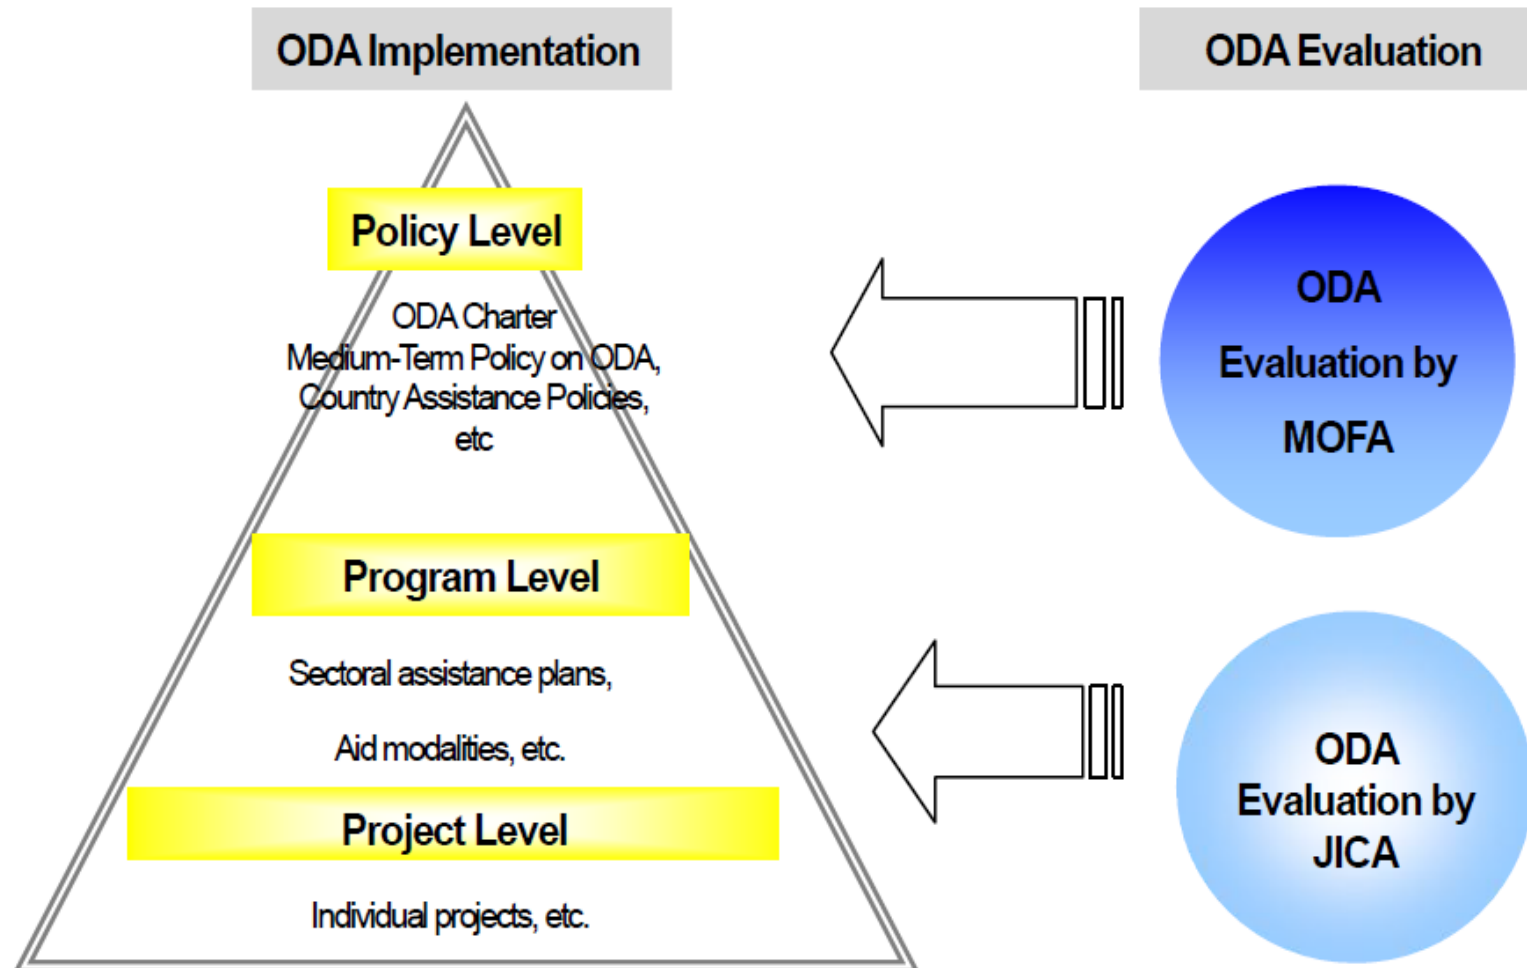 ODA Implementation
ODA Evaluation
Policy Level
ODA Charter
Medium-Term Policy on ODA,
Country Assistance Policies,
etc
Program Level
Sectoral assistance plans,
Aid modalities, etc.
Project Level
Individual projects, etc.
ODA
Evaluation by
MOFA
ODA
Evaluation by
JICA